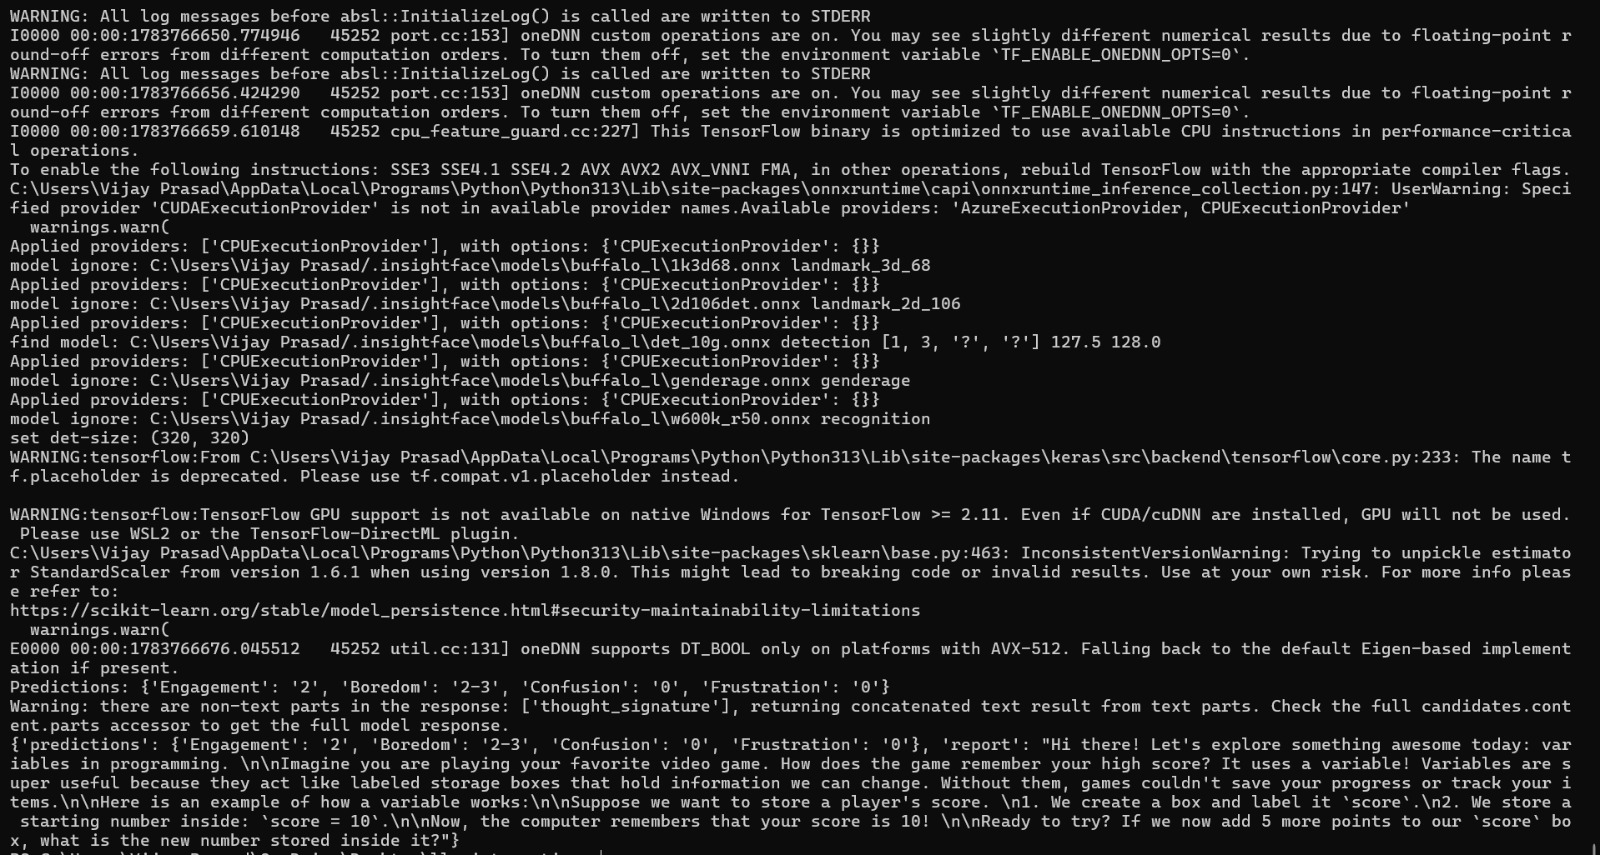 WARNING: All log messages before absl::InitializeLog() is called are written to STDERR
I0000 00:00:1783766650.774946   45252 port.cc:153] oneDNN custom operations are on. You may see slightly different numerical results due to floating-point r
ound-off errors from different computation orders. To turn them off, set the environment variable `TF_ENABLE_ONEDNN_OPTS=0`.
WARNING: All log messages before absl::InitializeLog() is called are written to STDERR
I0000 00:00:1783766656.424290   45252 port.cc:153] oneDNN custom operations are on. You may see slightly different numerical results due to floating-point r
ound-off errors from different computation orders. To turn them off, set the environment variable `TF_ENABLE_ONEDNN_OPTS=0`.
I0000 00:00:1783766659.610148   45252 cpu_feature_guard.cc:227] This TensorFlow binary is optimized to use available CPU instructions in performance-critica
l operations.
To enable the following instructions: SSE3 SSE4.1 SSE4.2 AVX AVX2 AVX_VNNI FMA, in other operations, rebuild TensorFlow with the appropriate compiler flags.
C:\Users\Vijay Prasad\AppData\Local\Programs\Python\Python313\Lib\site-packages\onnxruntime\capi\onnxruntime_inference_collection.py:147: UserWarning: Speci
fied provider 'CUDAExecutionProvider' is not in available provider names.Available providers: 'AzureExecutionProvider, CPUExecutionProvider'
  warnings.warn(
Applied providers: ['CPUExecutionProvider'], with options: {'CPUExecutionProvider': {}}
model ignore: C:\Users\Vijay Prasad/.insightface\models\buffalo_l\1k3d68.onnx landmark_3d_68
Applied providers: ['CPUExecutionProvider'], with options: {'CPUExecutionProvider': {}}
model ignore: C:\Users\Vijay Prasad/.insightface\models\buffalo_l\2d106det.onnx landmark_2d_106
Applied providers: ['CPUExecutionProvider'], with options: {'CPUExecutionProvider': {}}
find model: C:\Users\Vijay Prasad/.insightface\models\buffalo_l\det_10g.onnx detection [1, 3, '?', '?'] 127.5 128.0
Applied providers: ['CPUExecutionProvider'], with options: {'CPUExecutionProvider': {}}
model ignore: C:\Users\Vijay Prasad/.insightface\models\buffalo_l\genderage.onnx genderage
Applied providers: ['CPUExecutionProvider'], with options: {'CPUExecutionProvider': {}}
model ignore: C:\Users\Vijay Prasad/.insightface\models\buffalo_l\w600k_r50.onnx recognition
set det-size: (320, 320)
WARNING:tensorflow:From C:\Users\Vijay Prasad\AppData\Local\Programs\Python\Python313\Lib\site-packages\keras\src\backend\tensorflow\core.py:233: The name t
f.placeholder is deprecated. Please use tf.compat.v1.placeholder instead.
WARNING:tensorflow:TensorFlow GPU support is not available on native Windows for TensorFlow >= 2.11. Even if CUDA/cuDNN are installed, GPU will not be used.
 Please use WSL2 or the TensorFlow-DirectML plugin.
C:\Users\Vijay Prasad\AppData\Local\Programs\Python\Python313\Lib\site-packages\sklearn\base.py:463: InconsistentVersionWarning: Trying to unpickle estimato
r StandardScaler from version 1.6.1 when using version 1.8.0. This might lead to breaking code or invalid results. Use at your own risk. For more info pleas
e refer to:
https://scikit-learn.org/stable/model_persistence.html#security-maintainability-limitations
  warnings.warn(
E0000 00:00:1783766676.045512   45252 util.cc:131] oneDNN supports DT_BOOL only on platforms with AVX-512. Falling back to the default Eigen-based implement
ation if present.
Predictions: {'Engagement': '2', 'Boredom': '2-3', 'Confusion': '0', 'Frustration': '0'}
Warning: there are non-text parts in the response: ['thought_signature'], returning concatenated text result from text parts. Check the full candidates.cont
ent.parts accessor to get the full model response.
{'predictions': {'Engagement': '2', 'Boredom': '2-3', 'Confusion': '0', 'Frustration': '0'}, 'report': "Hi there! Let's explore something awesome today: var
iables in programming. \n\nImagine you are playing your favorite video game. How does the game remember your high score? It uses a variable! Variables are s
uper useful because they act like labeled storage boxes that hold information we can change. Without them, games couldn't save your progress or track your i
tems.\n\nHere is an example of how a variable works:\n\nSuppose we want to store a player's score. \n1. We create a box and label it `score`.\n2. We store a
 starting number inside: `score = 10`.\n\nNow, the computer remembers that your score is 10! \n\nReady to try? If we now add 5 more points to our `score` bo
x, what is the new number stored inside it?"}